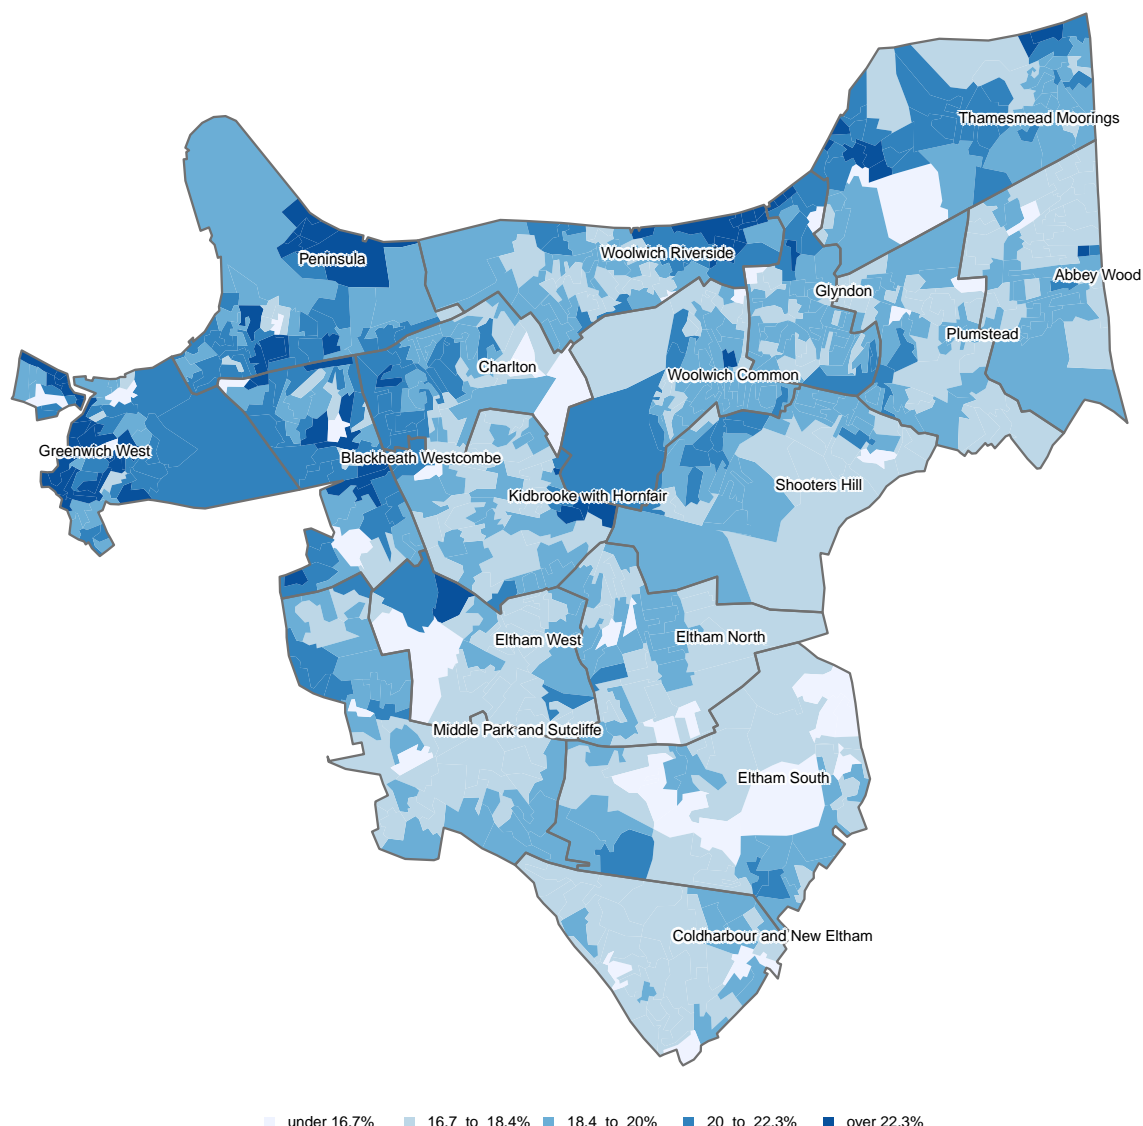 Thamesmead Moorings
Peninsula
Woolwich Riverside
Abbey Wood
Glyndon
Plumstead
Charlton
Woolwich Common
Greenwich West
Blackheath Westcombe
Shooters Hill
Kidbrooke with Hornfair
Eltham West
Eltham North
Middle Park and Sutcliffe
Eltham South
Coldharbour and New Eltham
under 16.7% 16.7 to 18.4% 18.4 to 20% 20 to 22.3% over 22.3%